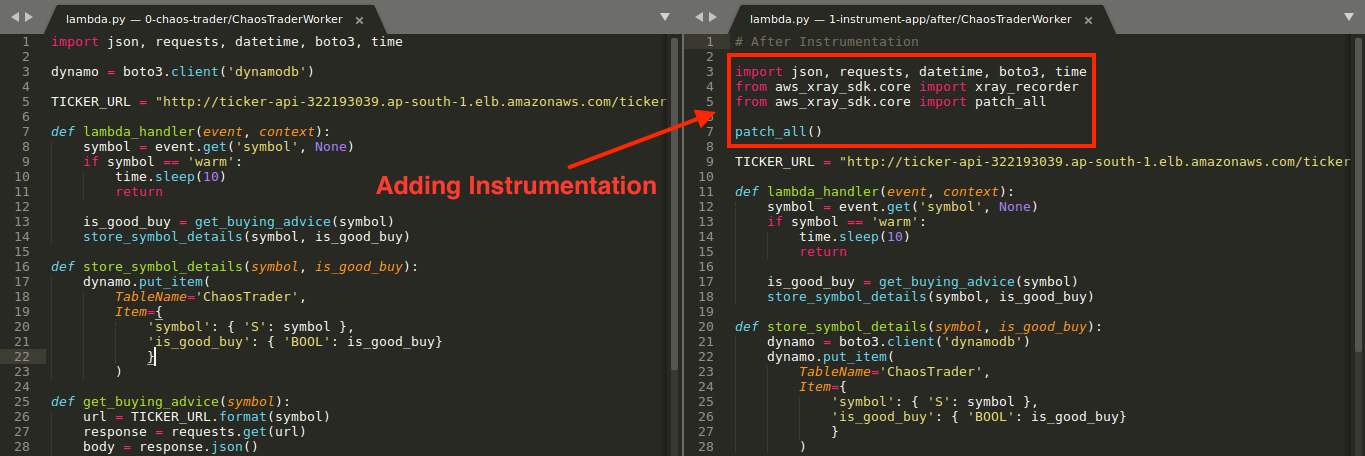 lambda.py — 0-chaos-trader/ChaosTraderWorker ×
1 import json, requests, datetime, boto3, time
2
3 dynamo = boto3.client('dynamodb')
4
5 TICKER_URL = "http://ticker-api-322193039.ap-south-1.elb.amazonaws.com/ticker
6
7 def lambda_handler(event, context):
8 symbol = event.get('symbol', None)
9 if symbol == 'warm':
10 time.sleep(10)
11 return
12
13 is_good_buy = get_buying_advice(symbol)
14 store_symbol_details(symbol, is_good_buy)
15
16 def store_symbol_details(symbol, is_good_buy):
17 dynamo.put_item(
18 TableName='ChaosTrader',
19 Item={
20 'symbol': { 'S': symbol },
21 'is_good_buy': { 'BOOL': is_good_buy}
22 }
23 )
24
25 def get_buying_advice(symbol):
26 url = TICKER_URL.format(symbol)
27 response = requests.get(url)
28 body = response.json()
Adding Instrumentation
lambda.py — 1-instrument-app/after/ChaosTraderWorker ×
1 # After Instrumentation
2
3 import json, requests, datetime, boto3, time
4 from aws_xray_sdk.core import xray_recorder
5 from aws_xray_sdk.core import patch_all
6
7 patch_all()
8
9 TICKER_URL = "http://ticker-api-322193039.ap-south-1.elb.amazonaws.com/ticker
10
11 def lambda_handler(event, context):
12 symbol = event.get('symbol', None)
13 if symbol == 'warm':
14 time.sleep(10)
15 return
16
17 is_good_buy = get_buying_advice(symbol)
18 store_symbol_details(symbol, is_good_buy)
19
20 def store_symbol_details(symbol, is_good_buy):
21 dynamo = boto3.client('dynamodb')
22 dynamo.put_item(
23 TableName='ChaosTrader',
24 Item={
25 'symbol': { 'S': symbol },
26 'is_good_buy': { 'BOOL': is_good_buy}
27 }
28 )